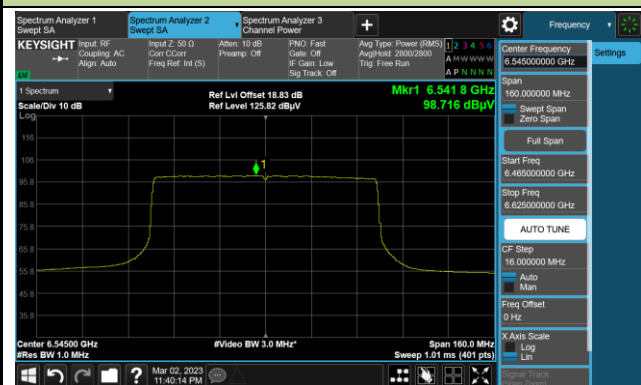 Spectrum Analyzer 1
Swept SA
Spectrum Analyzer 2
Swept SA
Spectrum Analyzer 3
Channel Power
+
Frequency
KEYSIGHT
Input: RF
Coupling: AC
Align: Auto
Input Z: 50 Ω
Corr CCorr
Freq Ref: Int (S)
Atten: 10 dB
Preamp: Off
PNO: Fast
Gate: Off
IF Gain: Low
Sig Track: Off
Avg Type: Power (RMS)
Avg|Hold: 2800/2800
Trig: Free Run
1 2 3 4 5 6
A W W W W W
A P N N N N
1 Spectrum
Scale/Div 10 dB
Log
Ref Lvl Offset 18.83 dB
Ref Level 125.82 dBµV
Mkr1 6.541 8 GHz
98.716 dBµV
116
106
95.8
85.8
75.8
65.8
55.8
45.8
35.8
1
Center 6.54500 GHz
#Res BW 1.0 MHz
#Video BW 3.0 MHz*
Span 160.0 MHz
Sweep 1.01 ms (401 pts)
Mar 02, 2023
11:40:14 PM
?
Center Frequency
6.545000000 GHz
Settings
Span
160.000000 MHz
Swept Span
Zero Span
Full Span
Start Freq
6.465000000 GHz
Stop Freq
6.625000000 GHz
AUTO TUNE
CF Step
16.000000 MHz
Auto
Man
Freq Offset
0 Hz
X Axis Scale
Log
Lin
Signal Track